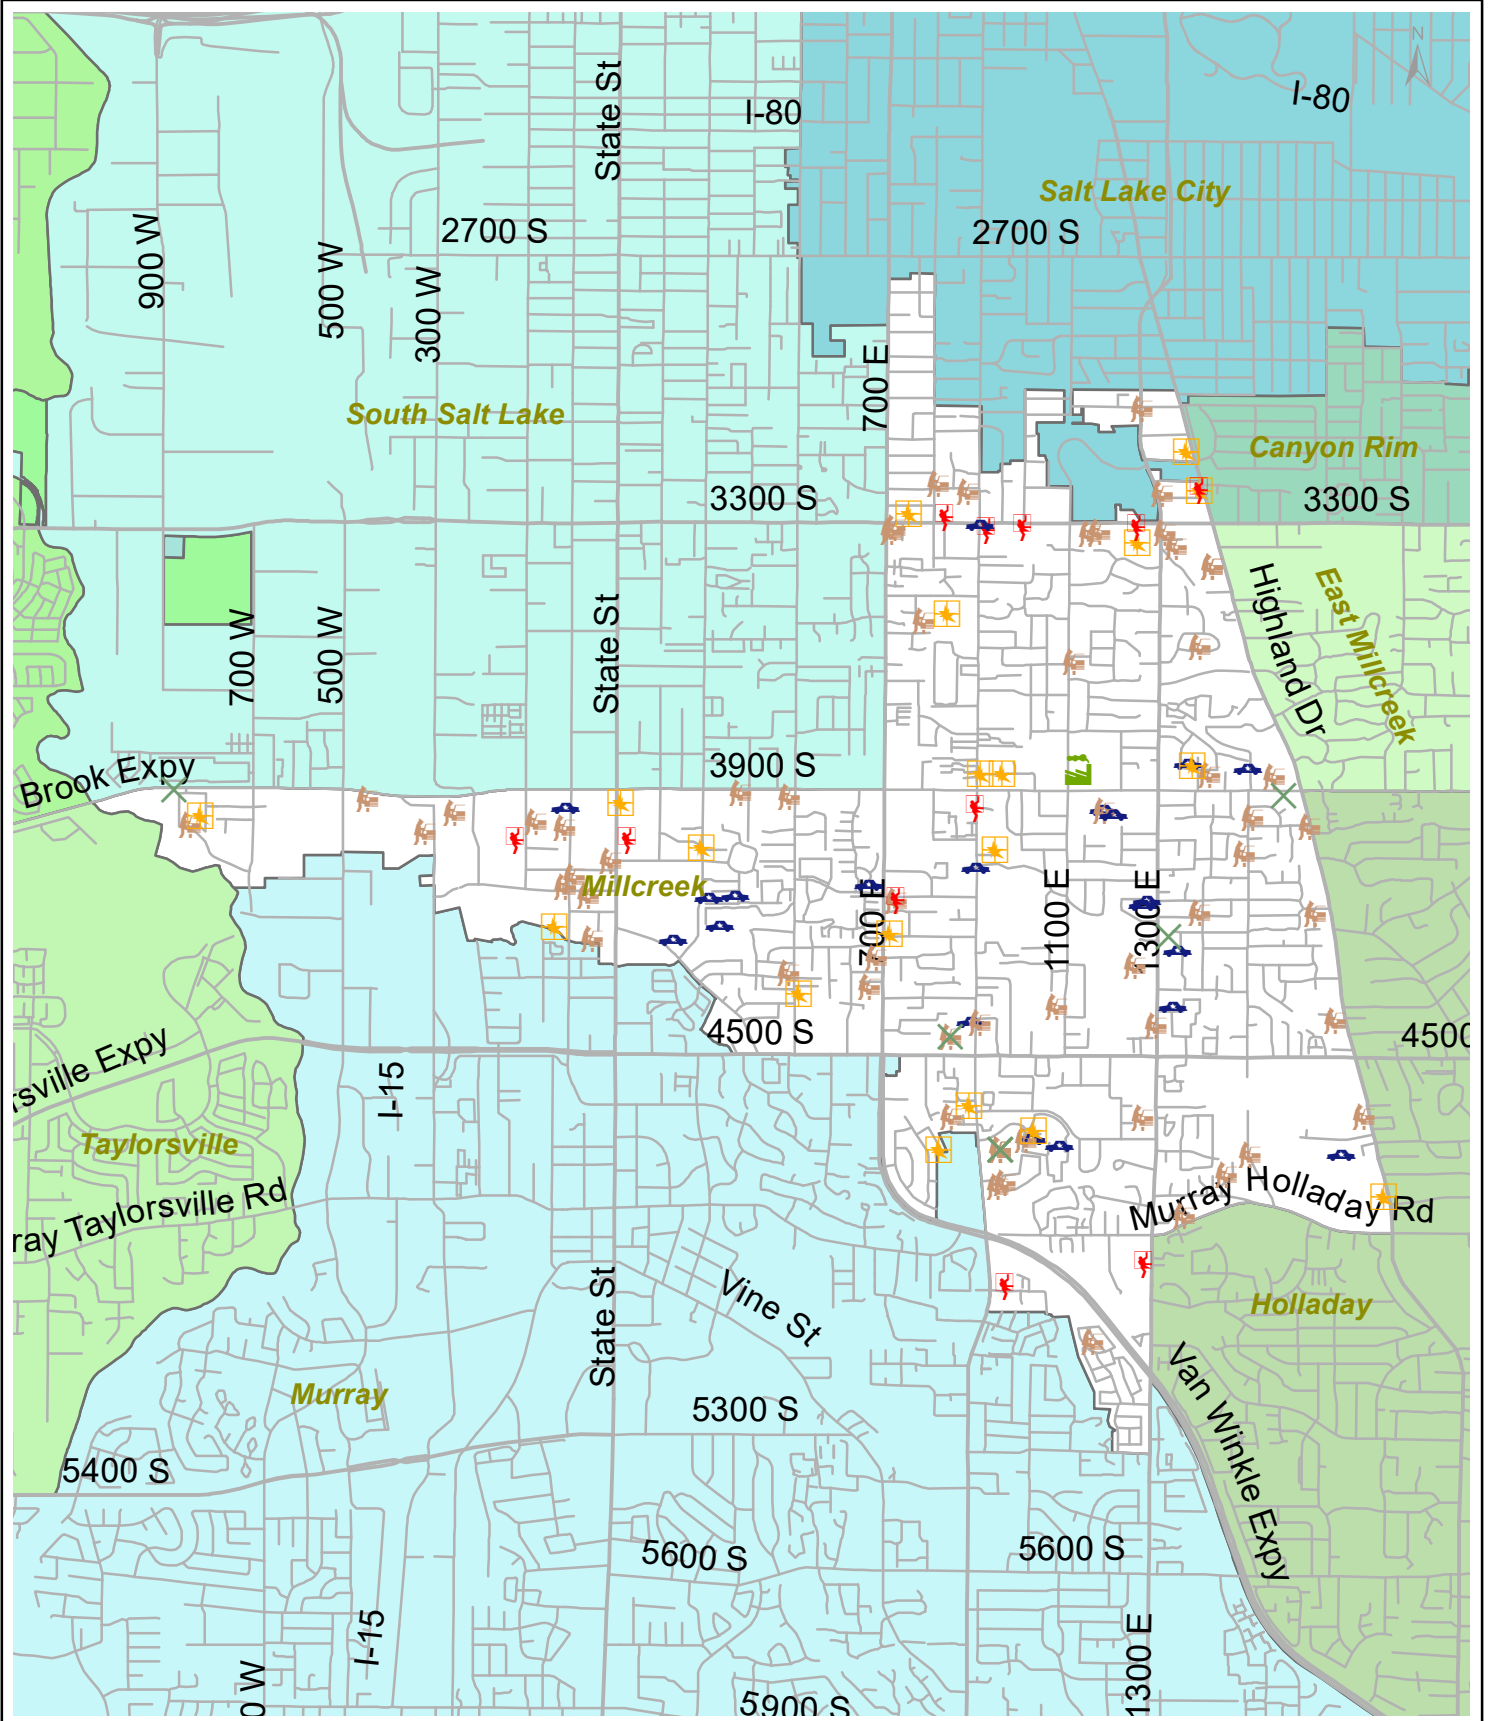 N
I-80
State St
I-80
Salt Lake City
2700 S
2700 S
900 W
500 W
300 W
700 E
South Salt Lake
Canyon Rim
3300 S
3300 S
East Millcreek
Highland Dr
700 W
500 W
State St
3900 S
Brook Expy
Millcreek
700 E
1100 E
1300 E
4500 S
4500
rsville Expy
I-15
Taylorsville
ray Taylorsville Rd
Murray Holladay Rd
Vine St
State St
Holladay
Murray
Van Winkle Expy
5300 S
5400 S
5600 S
5600 S
I-15
1300 E
0 W
5900 S